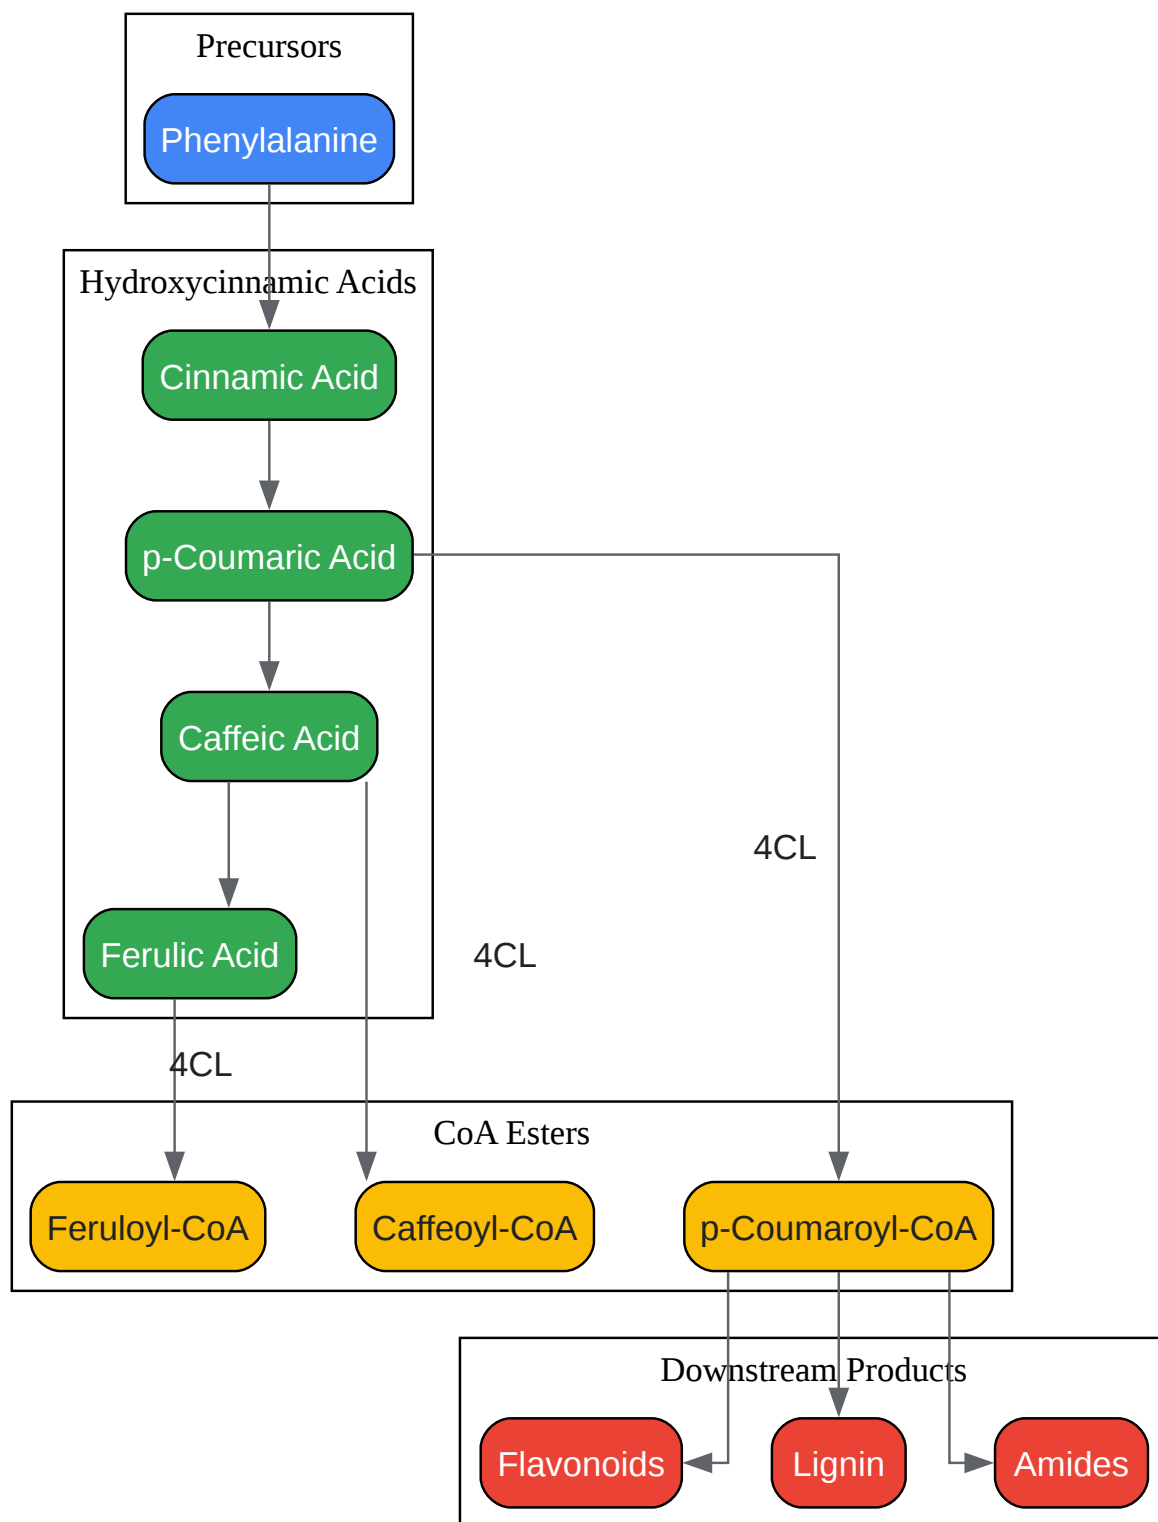 Precursors
Phenylalanine
Hydroxycinnamic Acids
Cinnamic Acid
p-Coumaric Acid
Caffeic Acid
4CL
Ferulic Acid
4CL
4CL
CoA Esters
Feruloyl-CoA
Caffeoyl-CoA
p-Coumaroyl-CoA
Downstream Products
Flavonoids
Lignin
Amides